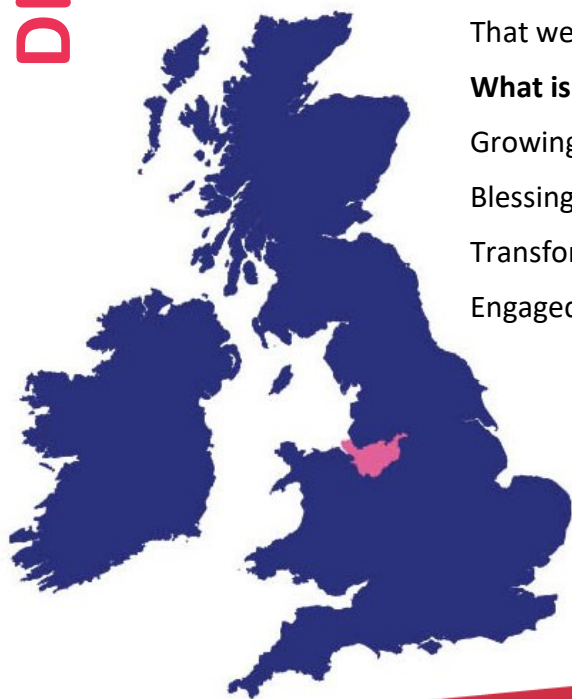 That we
What is
Growing
Blessing
Transfor
Engaged